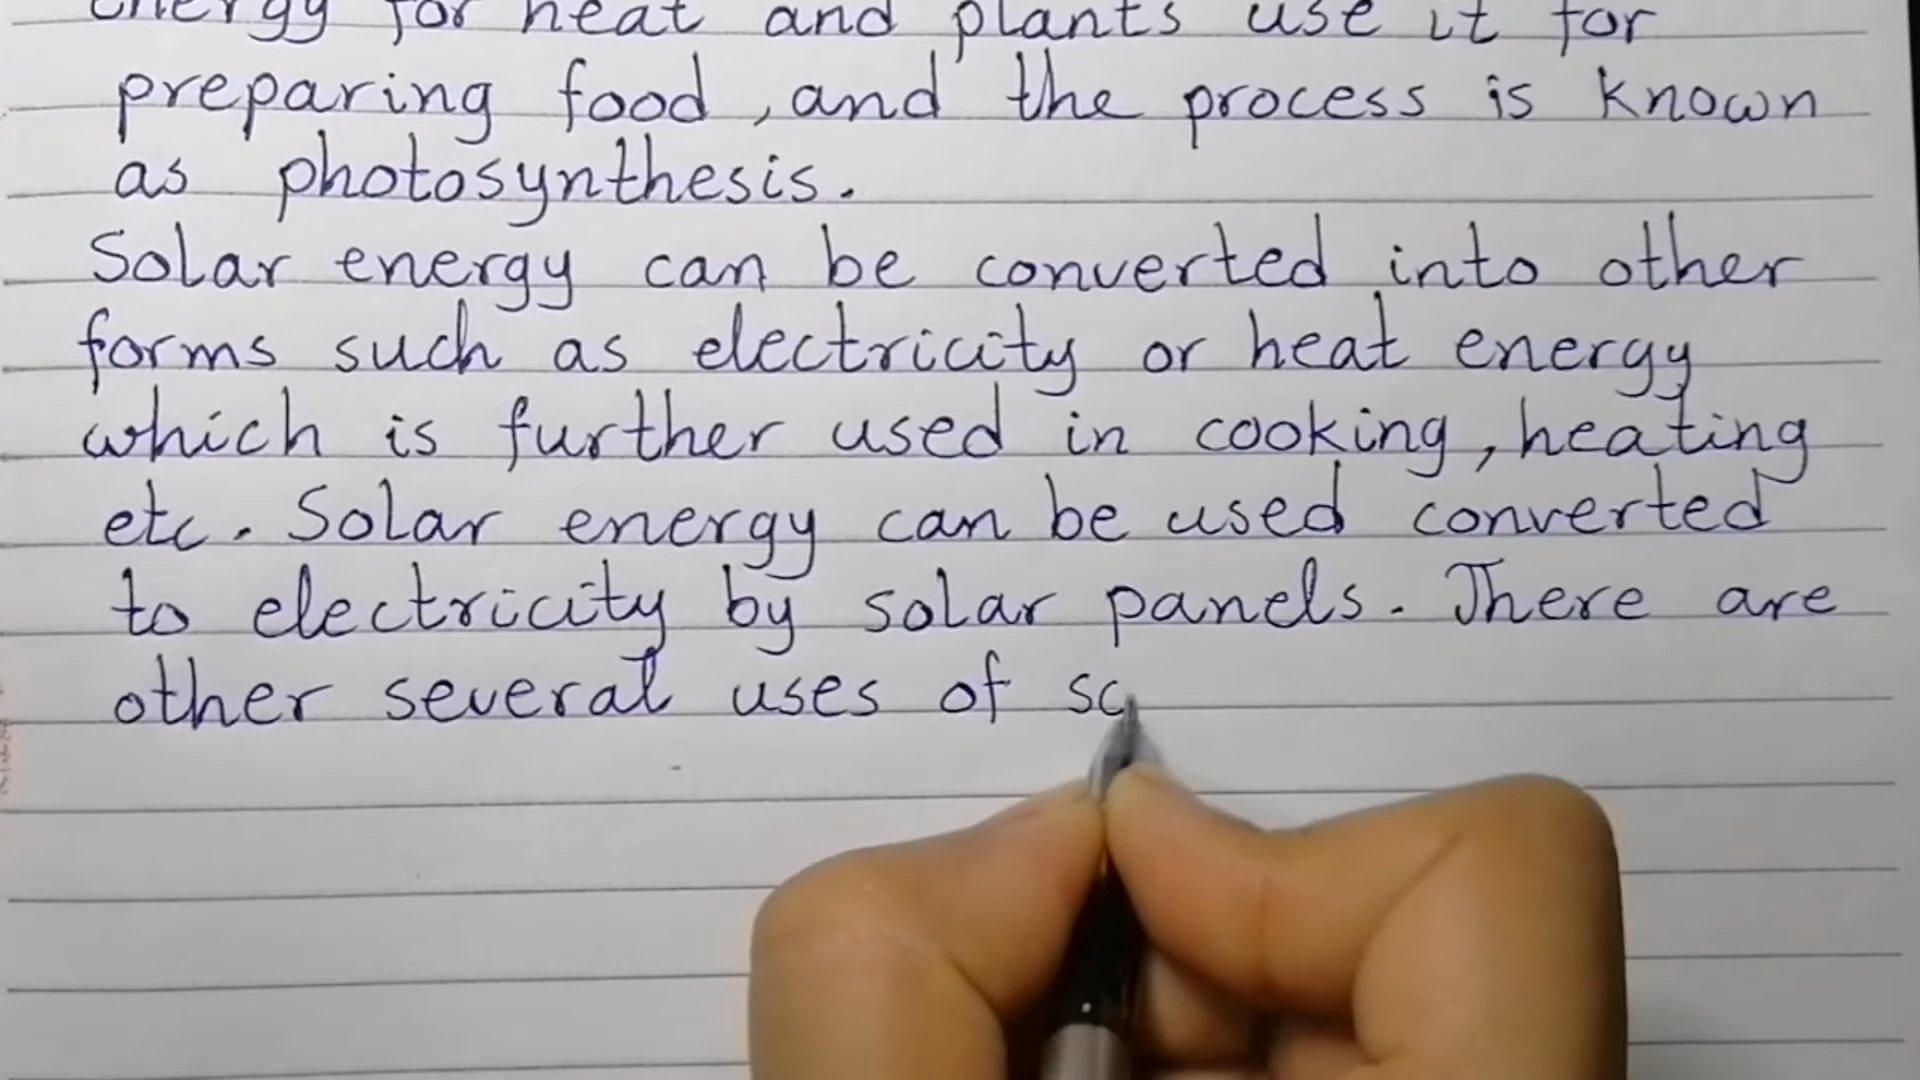 energy for heat and plants use it for
preparing food, and the process is known
as photosynthesis.
Solar energy can be converted into other
forms such as electricity or heat energy
which is further used in cooking, heating
etc. Solar energy can be used converted
to electricity by solar panels. There are
other several uses of